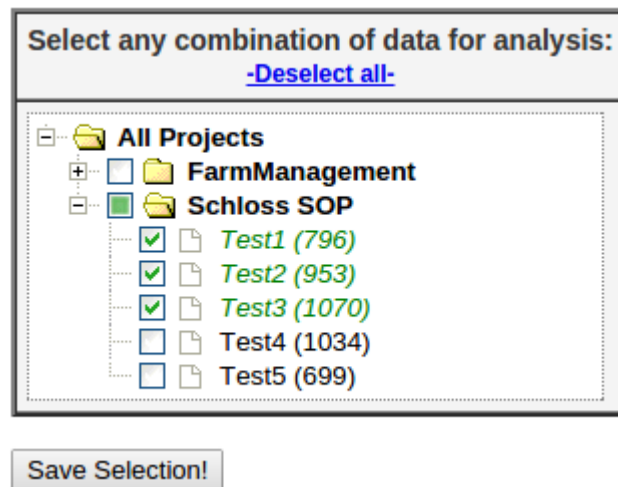 Select any combination of data for analysis:
-Deselect all-
All Projects
FarmManagement
Schloss SOP
Test1 (796)
Test2 (953)
Test3 (1070)
Test4 (1034)
Test5 (699)
Save Selection!